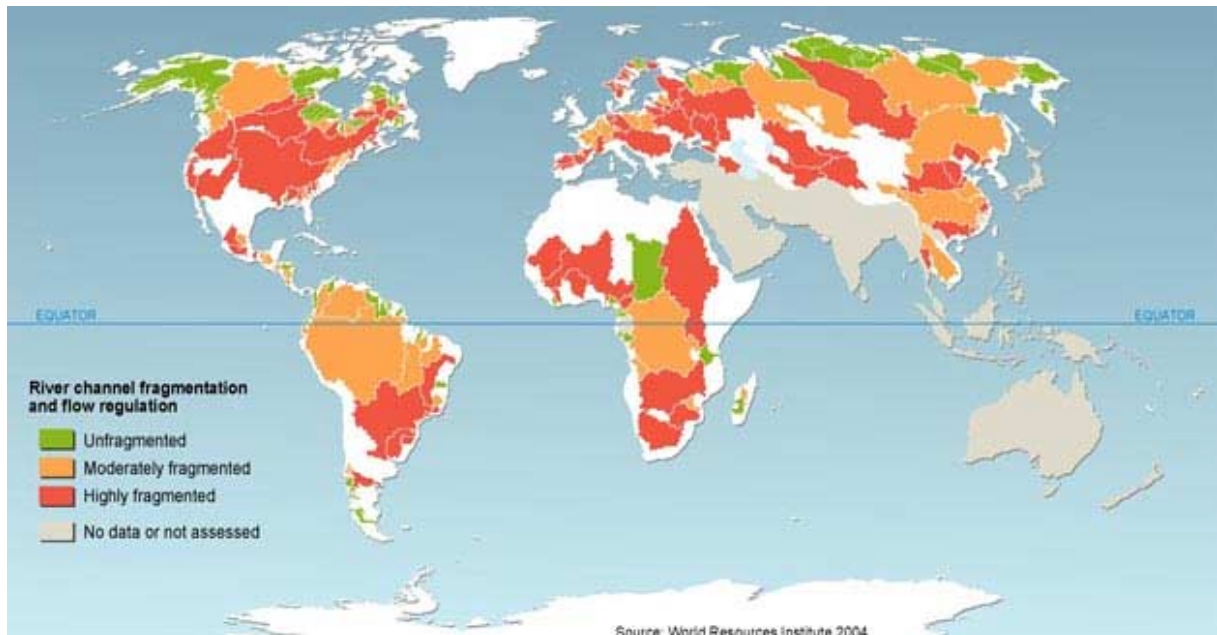 EQUATOR
EQUATOR
River channel fragmentation
and flow regulation
Unfragmented
Moderately fragmented
Highly fragmented
No data or not assessed
Source: World Resources Institute 2004